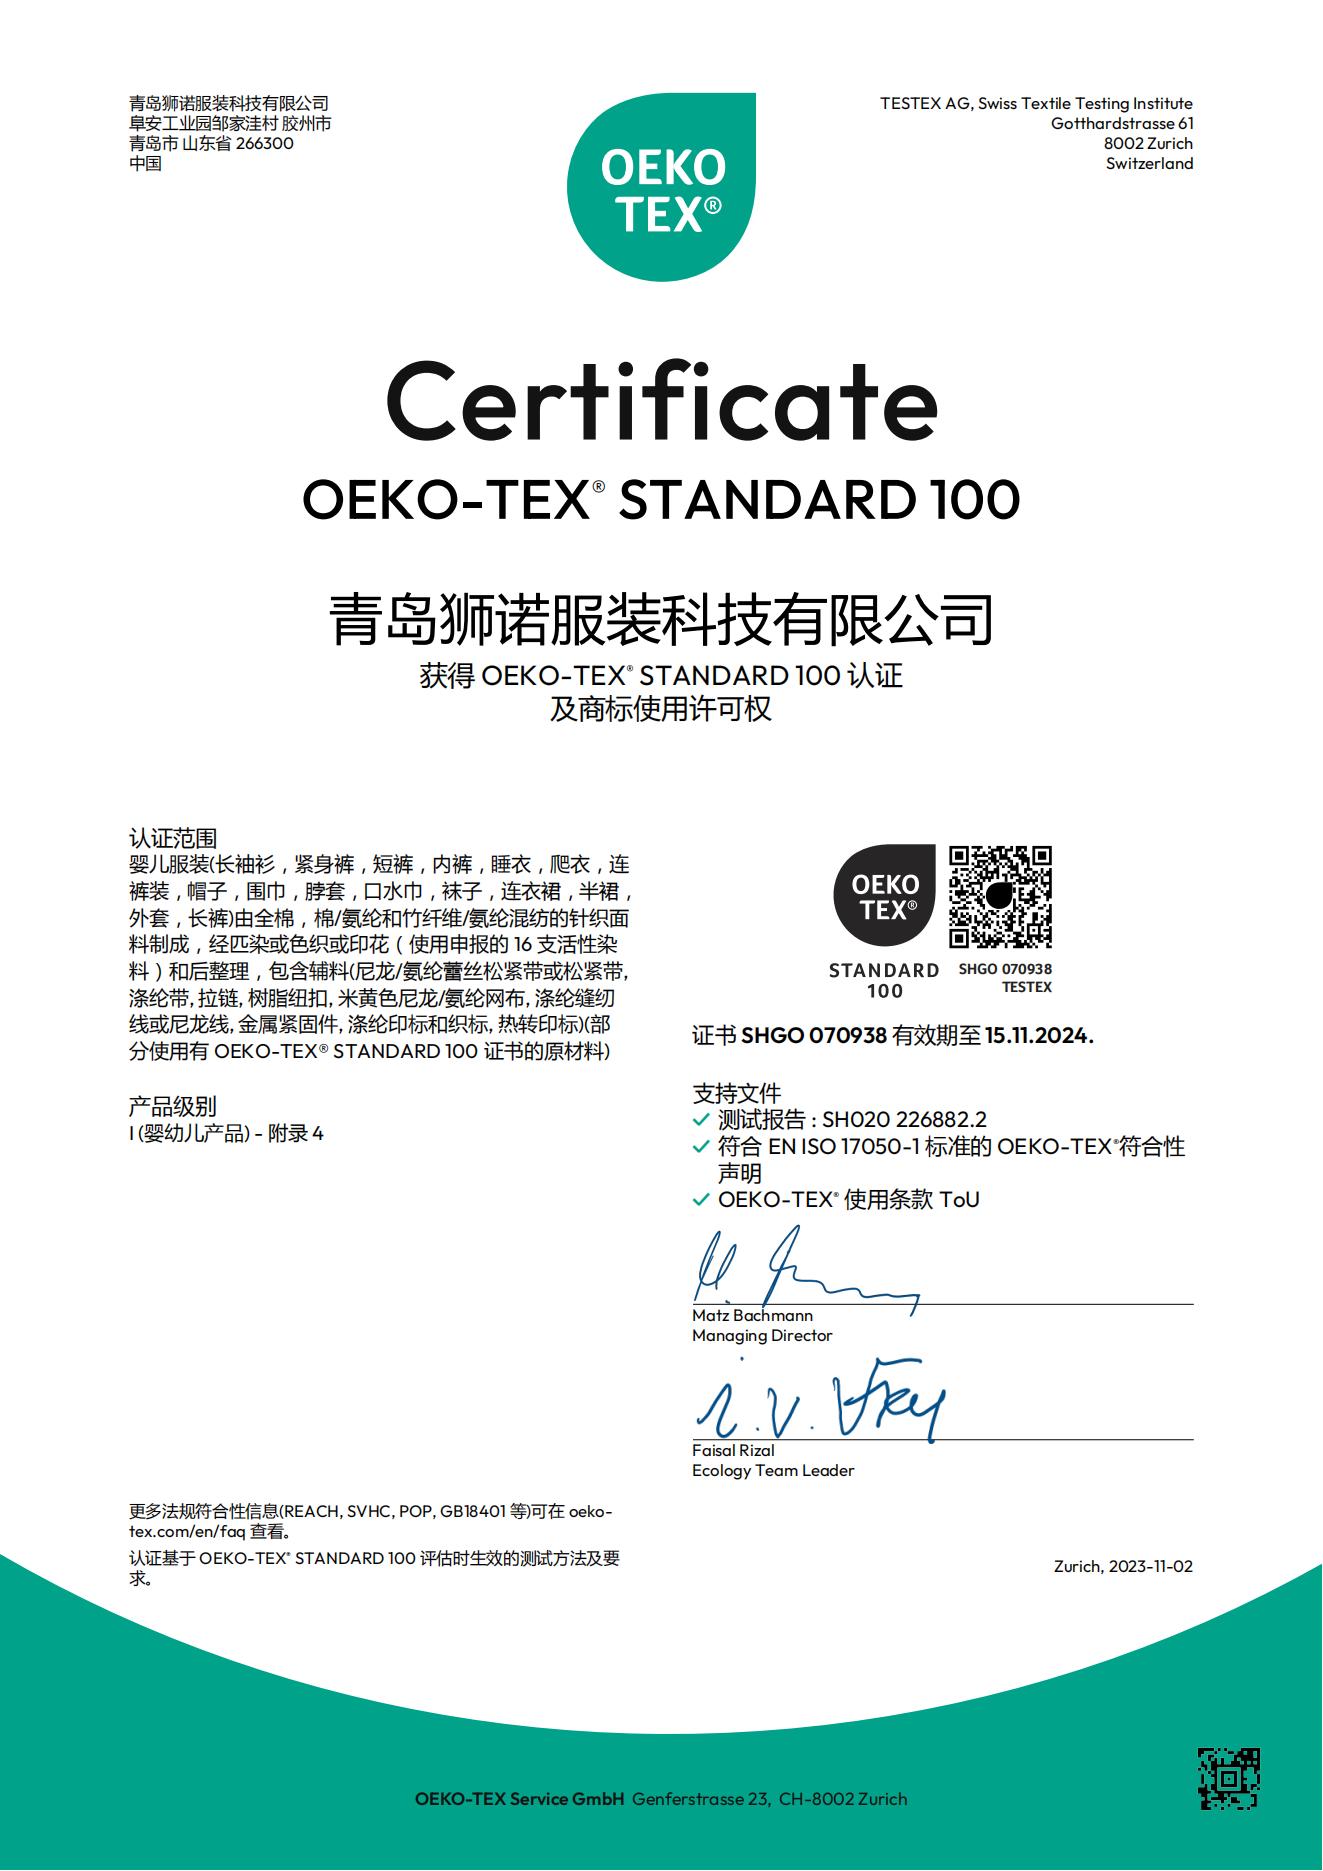 青岛狮诺服装科技有限公司
阜安工业园邹家洼村 胶州市
青岛市 山东省 266300
中国
TESTEX AG, Swiss Textile Testing Institute
Gotthardstrasse 61
8002 Zurich
Switzerland
OEKO
TEX®
Certificate
OEKO-TEX® STANDARD 100
青岛狮诺服装科技有限公司
获得 OEKO-TEX® STANDARD 100 认证
及商标使用许可权
认证范围
婴儿服装(长袖衫，紧身裤，短裤，内裤，睡衣，爬衣，连
裤装，帽子，围巾，脖套，口水巾，袜子，连衣裙，半裙，
外套，长裤)由全棉，棉/氨纶和竹纤维/氨纶混纺的针织面
料制成，经匹染或色织或印花（使用申报的 16 支活性染
料）和后整理，包含辅料(尼龙/氨纶蕾丝松紧带或松紧带,
涤纶带, 拉链, 树脂纽扣, 米黄色尼龙/氨纶网布, 涤纶缝纫
线或尼龙线, 金属紧固件, 涤纶印标和织标, 热转印标)(部
分使用有 OEKO-TEX® STANDARD 100 证书的原材料)
产品级别
I (婴幼儿产品) - 附录 4
OEKO
TEX®
STANDARD
100
SHGO 070938
TESTEX
证书 SHGO 070938 有效期至 15.11.2024.
支持文件
测试报告 : SH020 226882.2
符合 EN ISO 17050-1 标准的 OEKO-TEX®符合性
声明
OEKO-TEX® 使用条款 ToU
Matz Bachmann
Managing Director
Faisal Rizal
Ecology Team Leader
更多法规符合性信息(REACH, SVHC, POP, GB18401 等)可在 oeko-
tex.com/en/faq 查看。
认证基于 OEKO-TEX® STANDARD 100 评估时生效的测试方法及要
求。
Zurich, 2023-11-02
OEKO-TEX Service GmbH Genferstrasse 23, CH-8002 Zurich